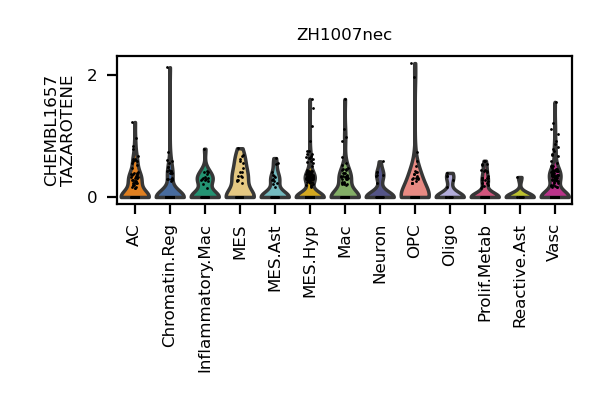 ZH1007nec
CHEMBL1657
TAZAROTENE
2
0
AC
Chromatin.Reg
Inflammatory.Mac
MES
MES.Ast
MES.Hyp
Mac
Neuron
OPC
Oligo
Prolif.Metab
Reactive.Ast
Vasc